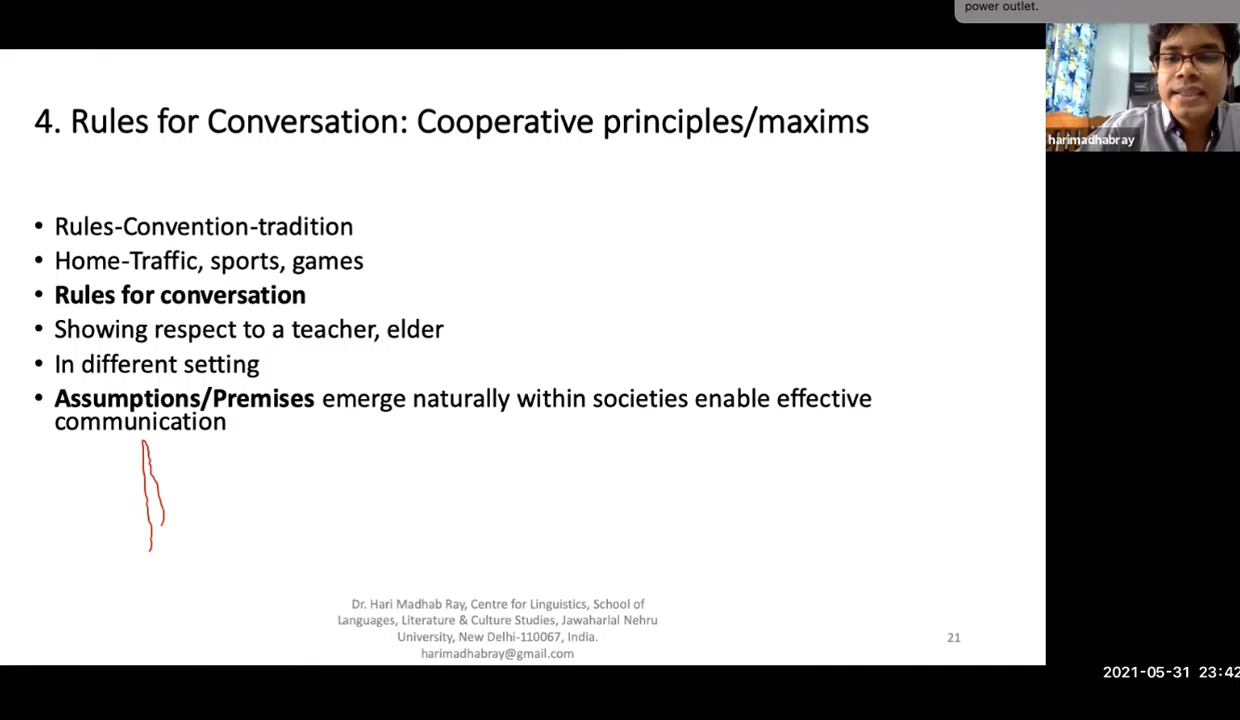 power outlet.
harimadhabray
4. Rules for Conversation: Cooperative principles/maxims
• Rules-Convention-tradition
• Home-Traffic, sports, games
• Rules for conversation
• Showing respect to a teacher, elder
• In different setting
• Assumptions/Premises emerge naturally within societies enable effective
communication
Dr. Hari Madhab Ray, Centre for Linguistics, School of
Languages, Literature & Culture Studies, Jawaharlal Nehru
University, New Delhi-110067, India.
harimadhabray@gmail.com
21
2021-05-31 23:42